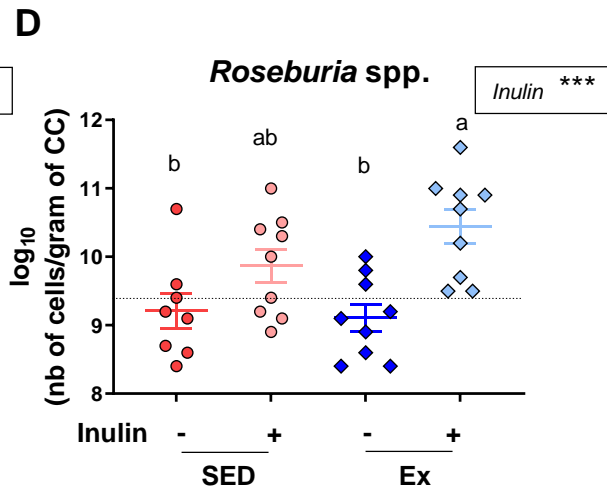 D
Roseburia spp.
Inulin ***
log10
(nb of cells/gram of CC)
12
11
10
9
8
b
ab
b
a
Inulin - + - +
SED Ex